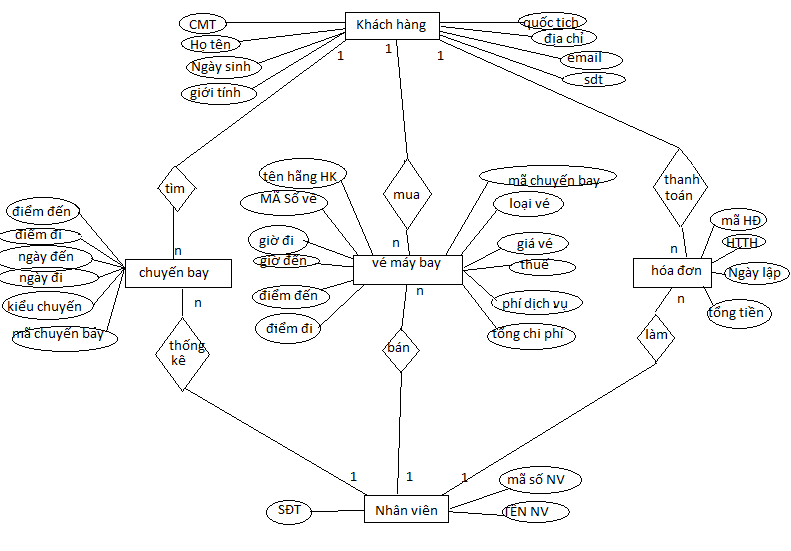 CMT
Họ tên
Ngày sinh
giới tính
Khách hàng
quốc tịch
địa chỉ
email
sdt
1
1
1
tìm
mua
thanh
toán
n
n
n
điểm đến
điểm đi
ngày đến
ngày đi
kiểu chuyến
mã chuyến bay
chuyến bay
tên hãng HK
MÃ Số vé
giờ đi
giờ đến
điểm đến
điểm đi
vé máy bay
mã chuyến bay
loại vé
giá vé
thuế
phí dịch vụ
tổng chi phí
hóa đơn
mã HĐ
HTTH
Ngày lập
tổng tiền
n
n
n
thống
kê
bán
làm
1
1
1
SĐT
Nhân viên
mã số NV
TÊN NV